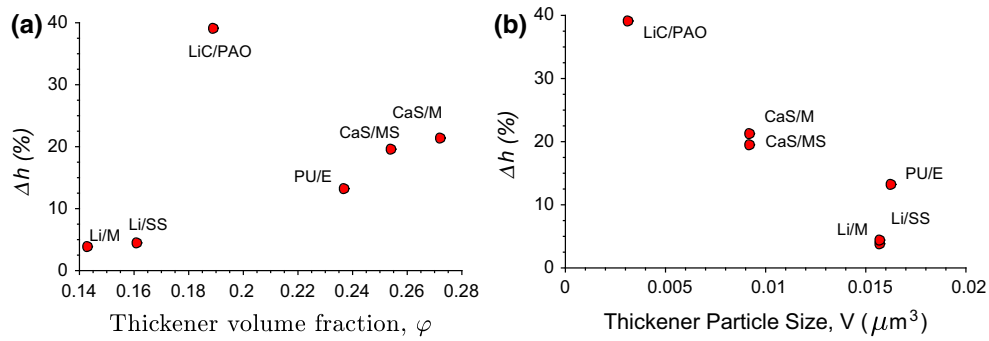 (a)
40
30
20
10
0
Δh (%)
LiC/PAO
CaS/M
CaS/MS
PU/E
Li/M
Li/SS
0.14 0.16 0.18 0.2 0.22 0.24 0.26 0.28
Thickener volume fraction, φ
(b)
40
30
20
10
0
Δh (%)
LiC/PAO
CaS/M
CaS/MS
PU/E
Li/M
Li/SS
0 0.005 0.01 0.015 0.02
Thickener Particle Size, V (μm³)